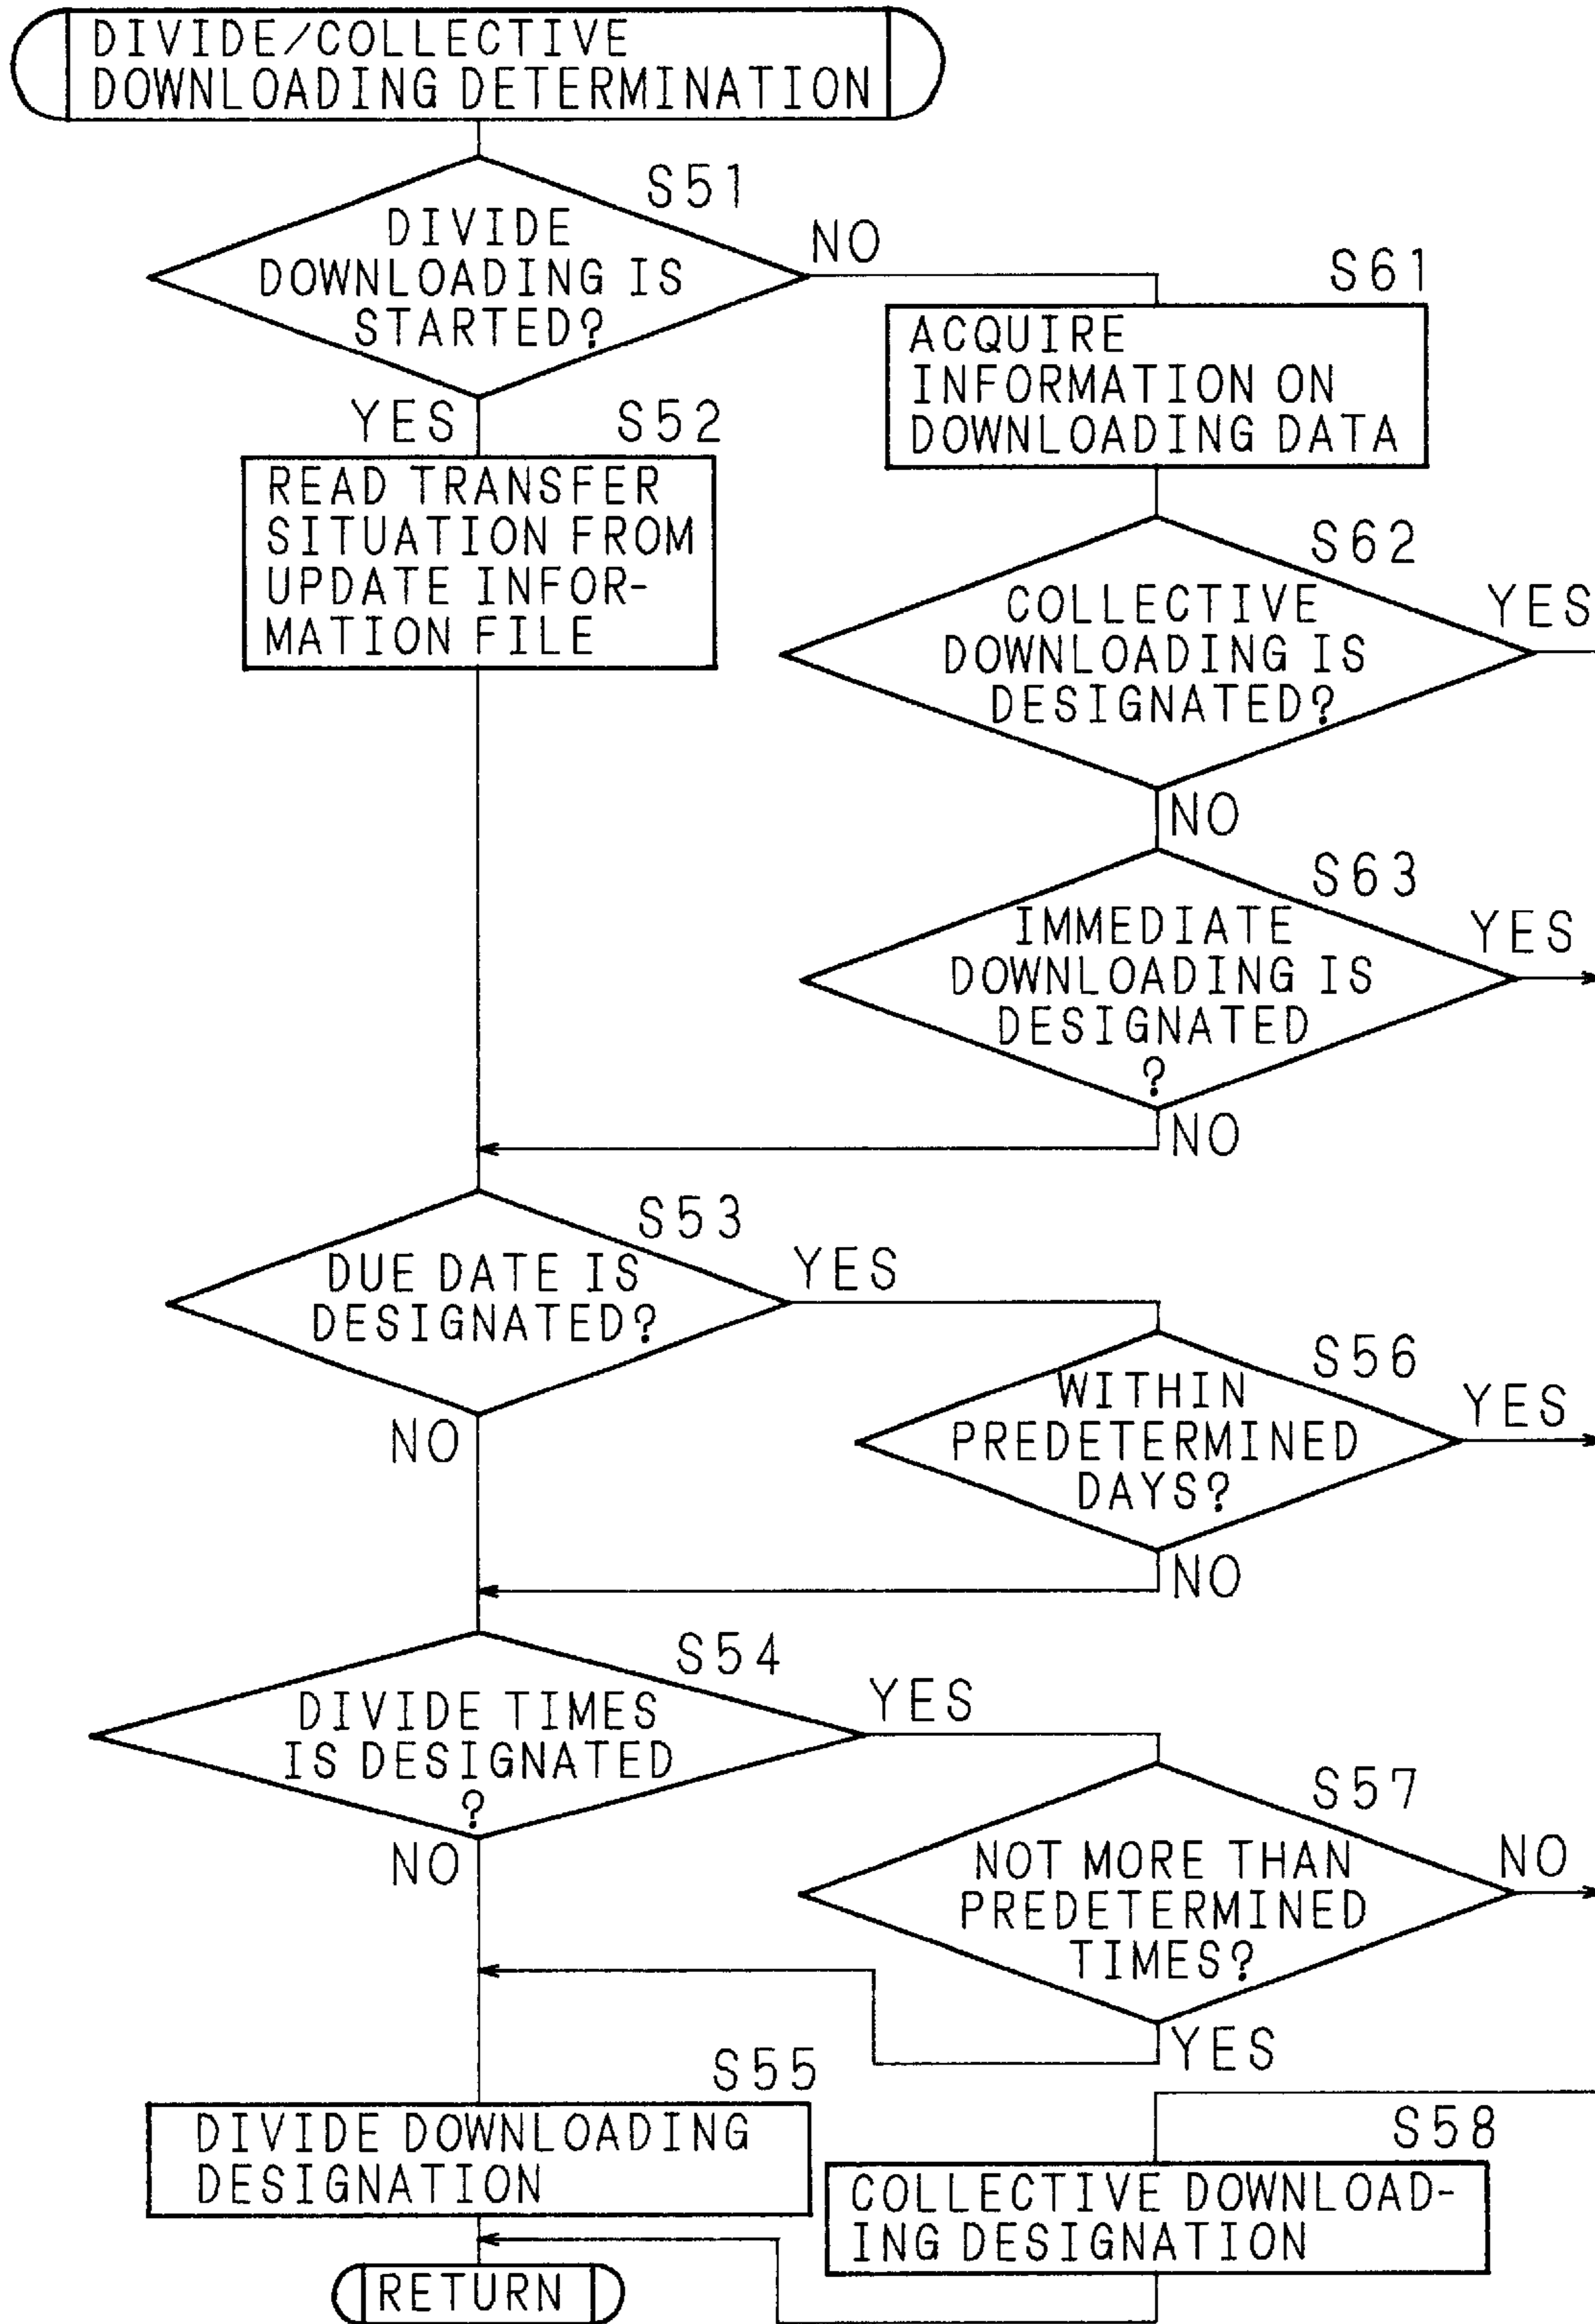 DIVIDE/COLLECTIVE
DOWNLOADING DETERMINATION
S51
DIVIDE
DOWNLOADING IS
STARTED?
NO
YES
S61
ACQUIRE
INFORMATION ON
DOWNLOADING DATA
S52
READ TRANSFER
SITUATION FROM
UPDATE INFOR-
MATION FILE
S62
COLLECTIVE
DOWNLOADING IS
DESIGNATED?
YES
NO
S63
IMMEDIATE
DOWNLOADING IS
DESIGNATED
?
YES
NO
S53
DUE DATE IS
DESIGNATED?
YES
NO
S56
WITHIN
PREDETERMINED
DAYS?
YES
NO
S54
DIVIDE TIMES
IS DESIGNATED
?
YES
NO
S57
NOT MORE THAN
PREDETERMINED
TIMES?
NO
YES
S55
DIVIDE DOWNLOADING
DESIGNATION
S58
COLLECTIVE DOWNLOAD-
ING DESIGNATION
RETURN